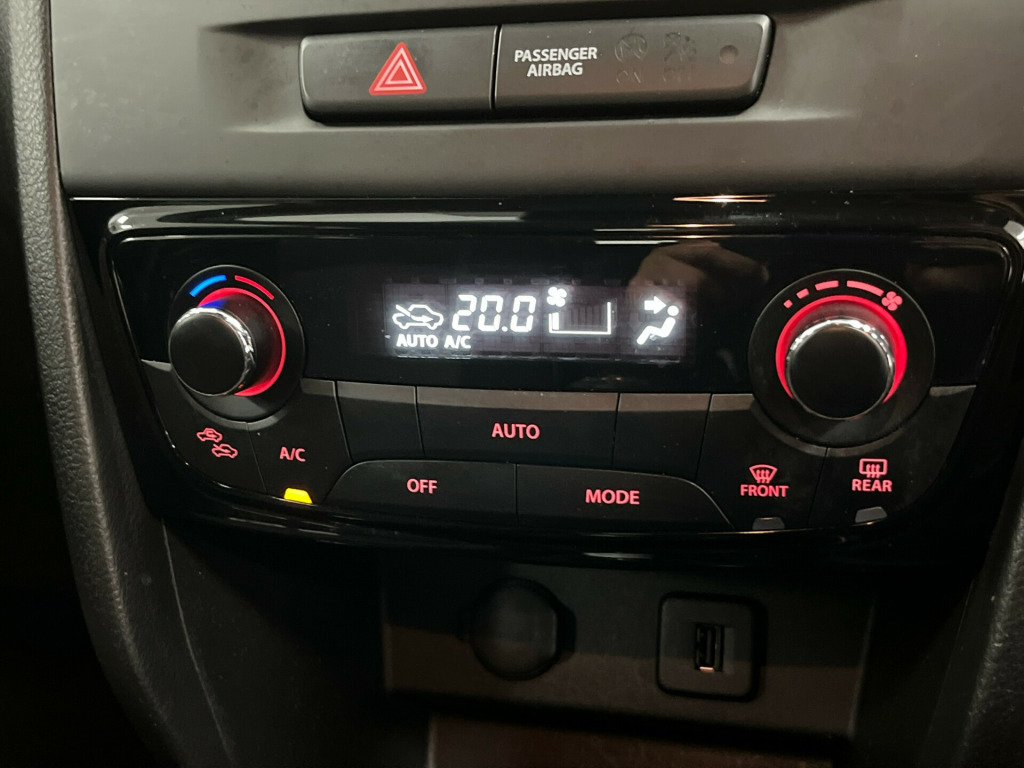 PASSENGER
AIRBAG
20.0
AUTO A/C
AUTO
A/C
OFF
MODE
FRONT
REAR